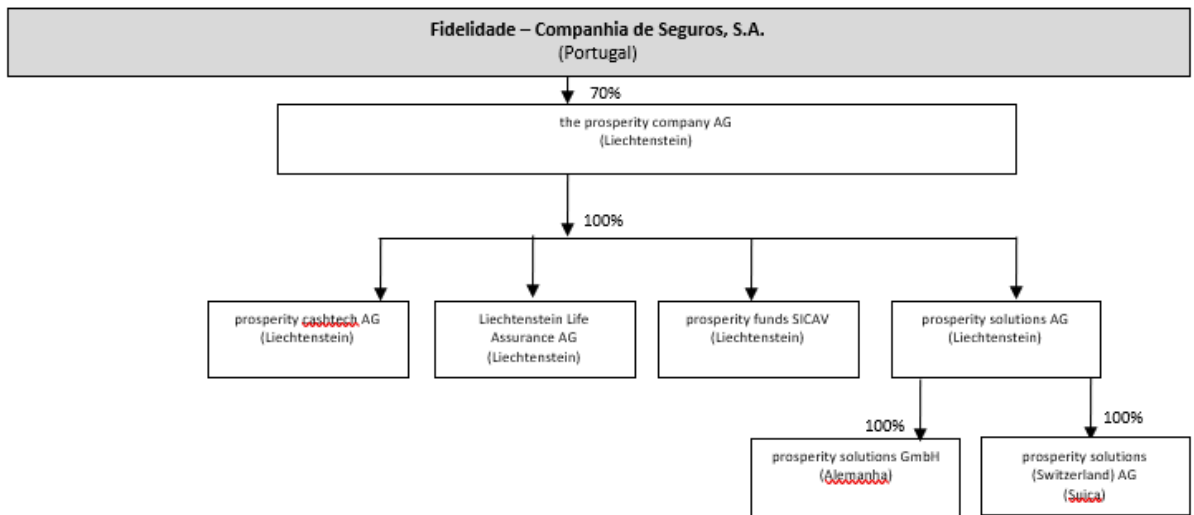 Fidelidade – Companhia de Seguros, S.A.
(Portugal)
70%
the prosperity company AG
(Liechtenstein)
100%
prosperity cashtech AG
(Liechtenstein)
Liechtenstein Life
Assurance AG
(Liechtenstein)
prosperity funds SICAV
(Liechtenstein)
prosperity solutions AG
(Liechtenstein)
100%
100%
prosperity solutions GmbH
(Alemanha)
prosperity solutions
(Switzerland) AG
(Suica)